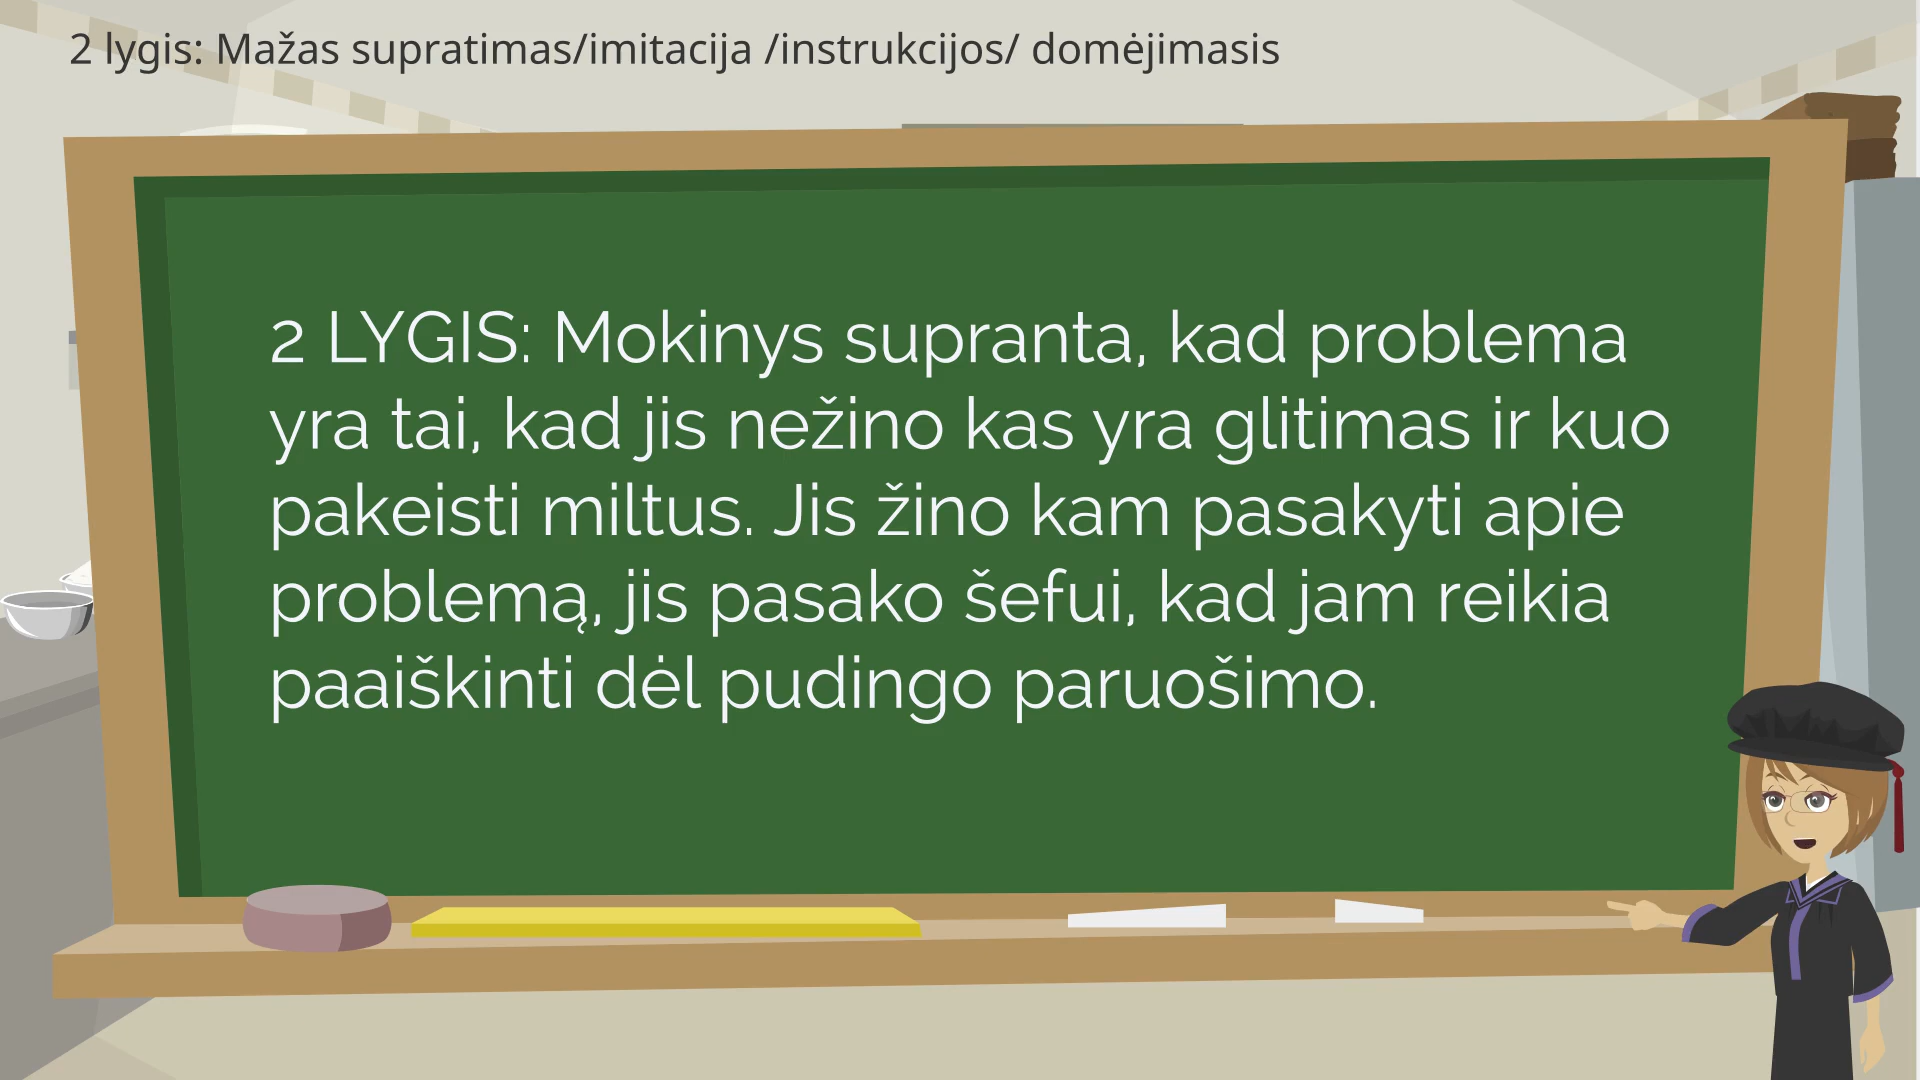 2 lygis: Mažas supratimas/imitacija /instrukcijos/ domėjimasis
2 LYGIS: Mokinys supranta, kad problema
yra tai, kad jis nežino kas yra glitimas ir kuo
pakeisti miltus. Jis žino kam pasakyti apie
problemą, jis pasako šefui, kad jam reikia
paaiškinti dėl pudingo paruošimo.